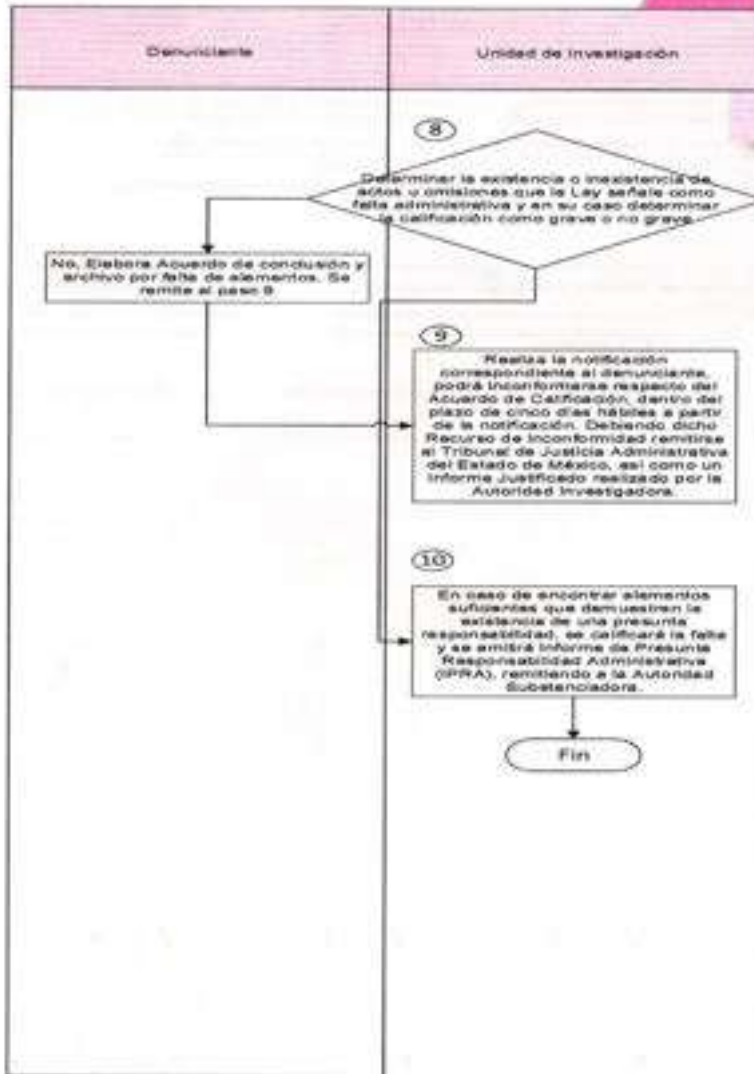 Denunciante
Unidad de Investigación
8
Determinar la existencia o inexistencia de
actos u omisiones que la Ley señale como
falta administrativa y en su caso determinar
la calificación como grave o no grave.
No, Elabora Acuerdo de conclusión y
archivo por falta de elementos. Se
remite al paso 9
9
Realiza la notificación
correspondiente al denunciante,
podrá Inconformarse respecto del
Acuerdo de Calificación, dentro del
plazo de cinco días hábiles a partir
de la notificación. Debiendo dicho
Recurso de Inconformidad remitirse
al Tribunal de Justicia Administrativa
del Estado de México, así como un
Informe Justificado realizado por la
Autoridad Investigadora.
10
En caso de encontrar elementos
suficientes que demuestren la
existencia de una presunta
responsabilidad, se calificará la falta
y se emitirá Informe de Presunta
Responsabilidad Administrativa
(IPRA), remitiendo a la Autoridad
Substanciadora.
Fin